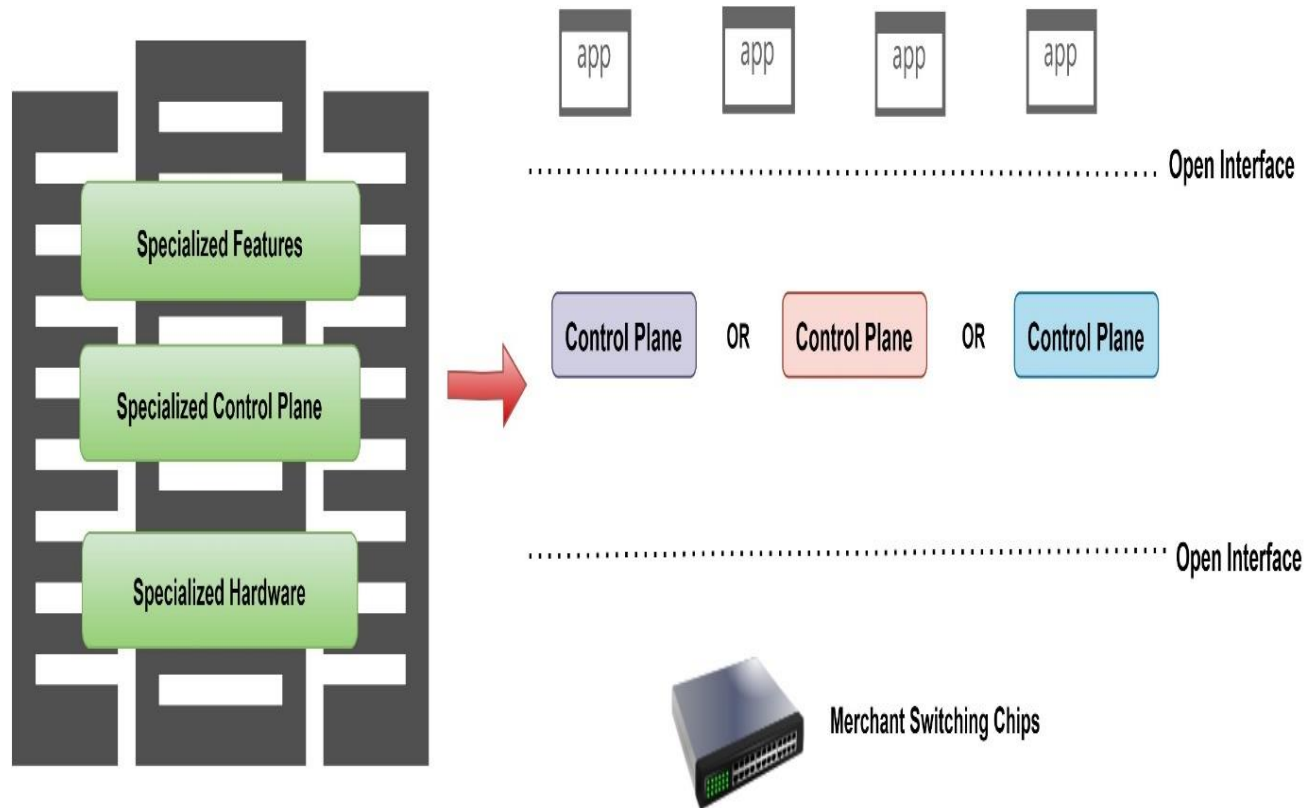 app
app
app
app
Open Interface
Specialized Features
Control Plane
OR
Control Plane
OR
Control Plane
Specialized Control Plane
Open Interface
Specialized Hardware
Merchant Switching Chips